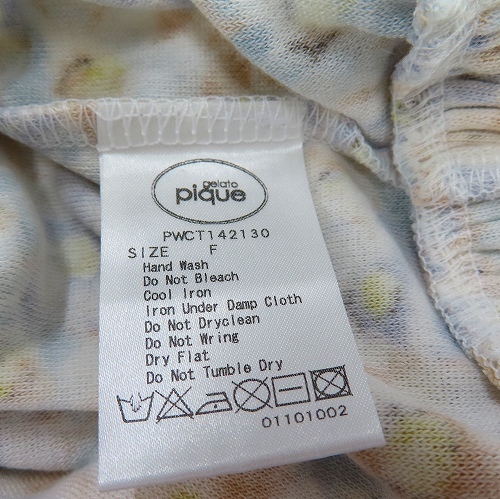 gelato
pique
PWCT142130
SIZE F
Hand Wash
Do Not Bleach
Cool Iron
Iron Under Damp Cloth
Do Not Dryclean
Do Not Wring
Dry Flat
Do Not Tumble Dry
01101002